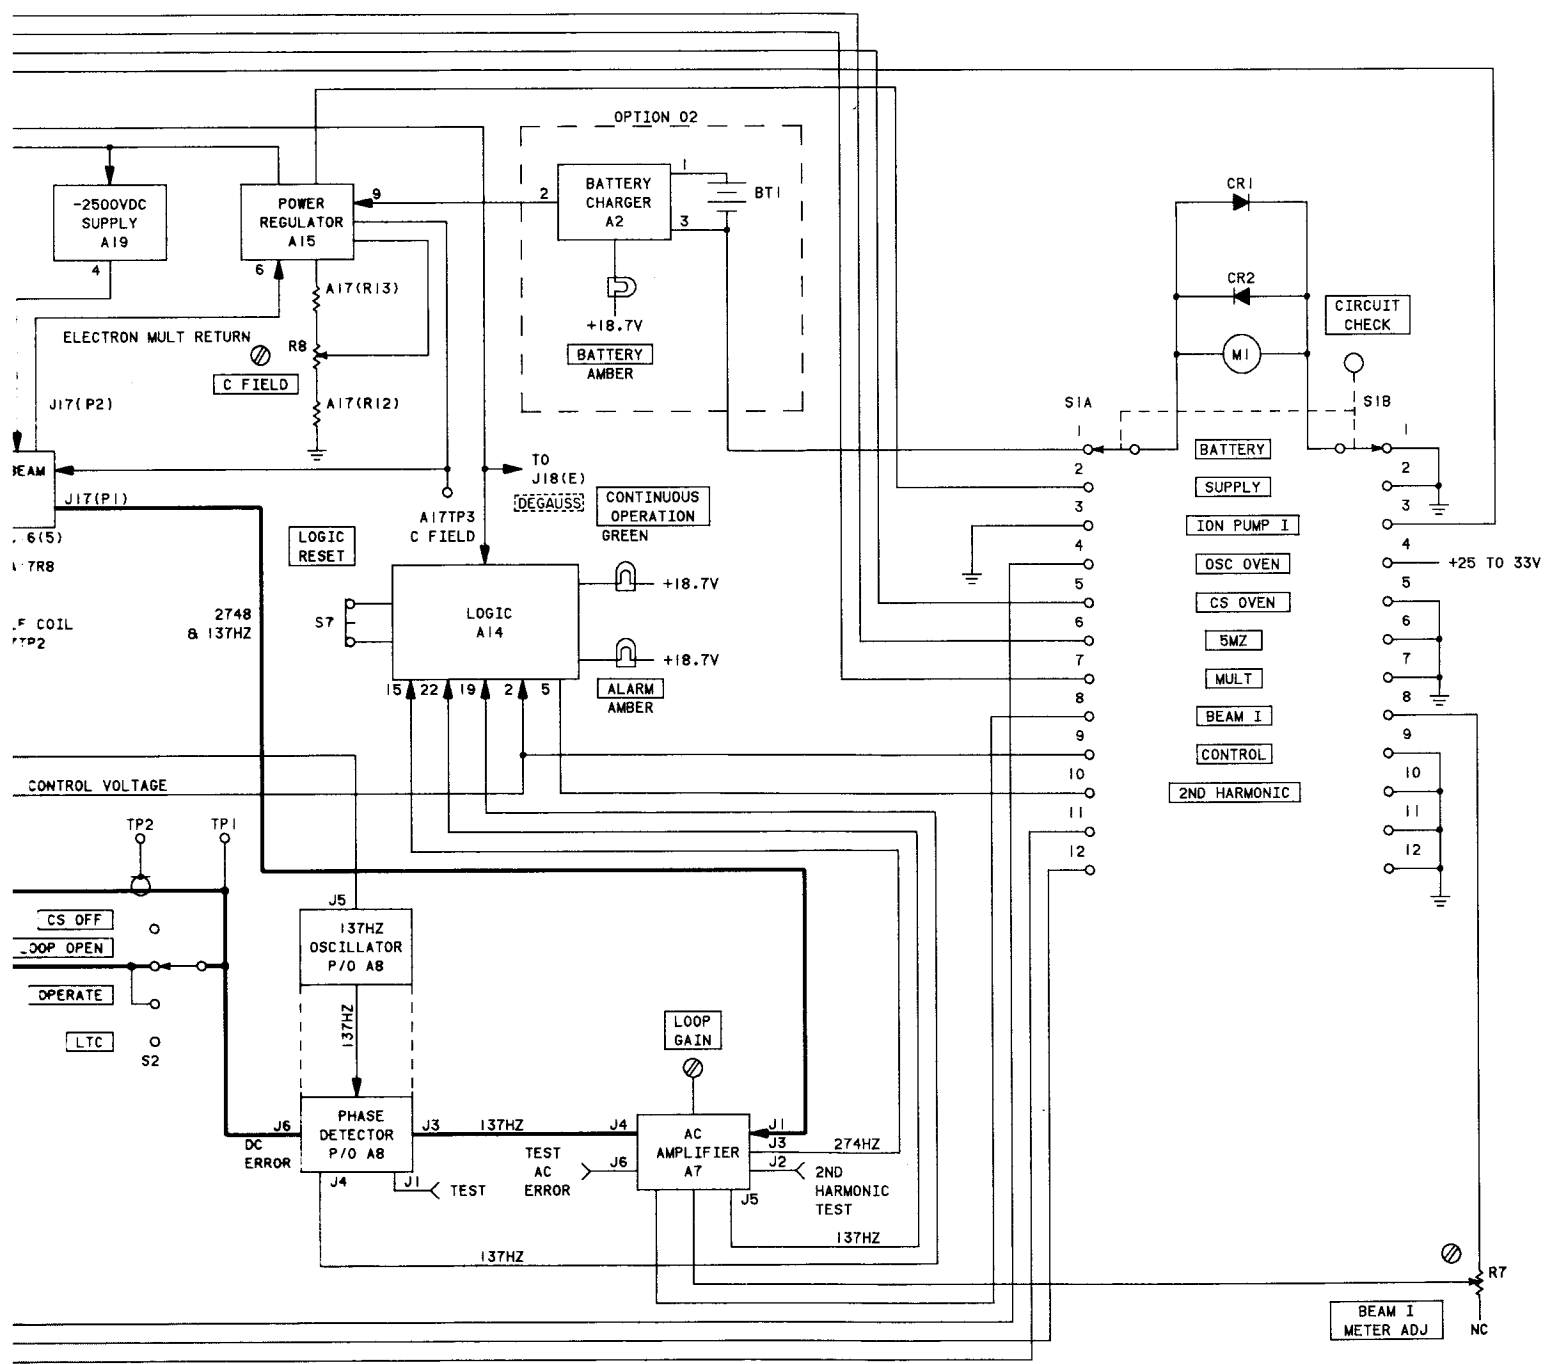 OPTION 02
-2500VDC
SUPPLY
A19
4
POWER
REGULATOR
A15
9
6
2
BATTERY
CHARGER
A2
1
3
BT1
+18.7V
BATTERY
AMBER
A17(R13)
R8
A17(R12)
ELECTRON MULT RETURN
C FIELD
J17(P2)
CR1
CR2
M1
CIRCUIT
CHECK
S1A
S1B
BEAM
J17(P1)
6(5)
7R8
COIL
TP2
2748
& 137HZ
A17TP3
C FIELD
TO
J18(E)
DEGAUSS
CONTINUOUS
OPERATION
GREEN
LOGIC
RESET
S7
LOGIC
A14
+18.7V
+18.7V
ALARM
AMBER
15 22 19 2 5
1 BATTERY 1
2 SUPPLY 2
3 ION PUMP I 3
4 OSC OVEN 4 +25 TO 33V
5 CS OVEN 5
6 5MZ 6
7 MULT 7
8 BEAM I 8
9 CONTROL 9
10 2ND HARMONIC 10
11 11
12 12
CONTROL VOLTAGE
TP2 TP1
CS OFF
OPEN
OPERATE
LTC
S2
J5
137HZ
OSCILLATOR
P/O A8
137HZ
PHASE
DETECTOR
P/O A8
J6
DC
ERROR
J3
137HZ
J4
J1
TEST
J4
LOOP
GAIN
AC
AMPLIFIER
A7
J1
J3
274HZ
J2
2ND
HARMONIC
TEST
J5
J6
TEST
AC
ERROR
137HZ
137HZ
R7
NC
BEAM I
METER ADJ